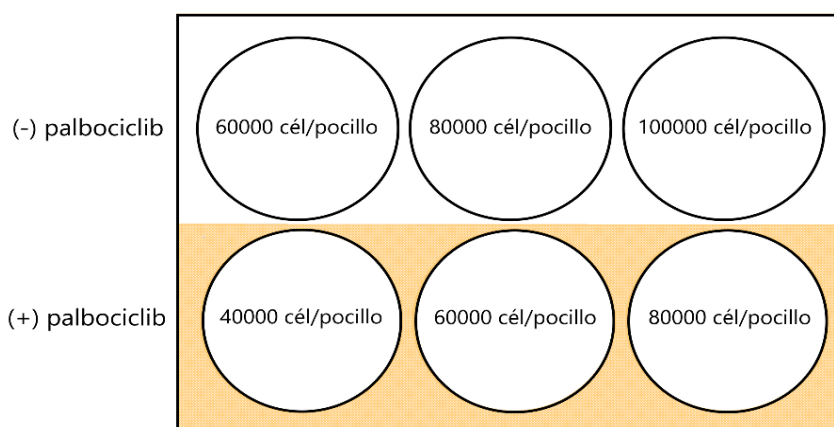 (-) palbociclib
60000 cél/pocillo
80000 cél/pocillo
100000 cél/pocillo
(+) palbociclib
40000 cél/pocillo
60000 cél/pocillo
80000 cél/pocillo